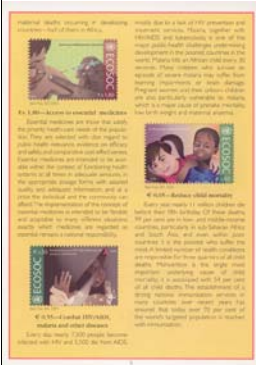 maternal deaths occurring in developing
countries—half of them in Africa.
ECOSOC
Fr. 1.80—Access to essential medicines
Essential medicines are those that satisfy
the priority health care needs of the popula-
tion. They are selected with due regard to
public health relevance, evidence on efficacy
and safety, and comparative cost-effectiveness.
Essential medicines are intended to be avail-
able within the context of functioning health
systems at all times in adequate amounts, in
the appropriate dosage forms, with assured
quality and adequate information, and at a
price the individual and the community can
afford. The implementation of the concept of
essential medicines is intended to be flexible
and adaptable to many different situations;
exactly which medicines are regarded as
essential remains a national responsibility.
ECOSOC
€ 0.55—Combat HIV/AIDS,
malaria and other diseases
Every day nearly 7,500 people become
infected with HIV and 5,500 die from AIDS,
mostly due to a lack of HIV prevention and
treatment services. Malaria, together with
HIV/AIDS and tuberculosis, is one of the
major public health challenges undermining
development in the poorest countries in the
world. Malaria kills an African child every 30
seconds. Many children who survive an
episode of severe malaria may suffer from
learning impairments or brain damage.
Pregnant women and their unborn children
are also particularly vulnerable to malaria,
which is a major cause of perinatal mortality,
low birth weight and maternal anaemia.
ECOSOC
€ 0.65—Reduce child mortality
Every year nearly 11 million children die
before their fifth birthday. Of these deaths,
99 per cent are in low- and middle-income
countries, particularly in sub-Saharan Africa
and South Asia, and even within poor
countries it is the poorest who suffer the
most. A limited number of health conditions
are responsible for three quarters of all child
deaths. Malnutrition is the single most
important underlying cause of child
mortality; it is associated with 54 per cent
of all child deaths. The establishment of
strong national immunization services in
many countries over recent years has
ensured that today over 70 per cent of
the world's targeted population is reached
with immunization.